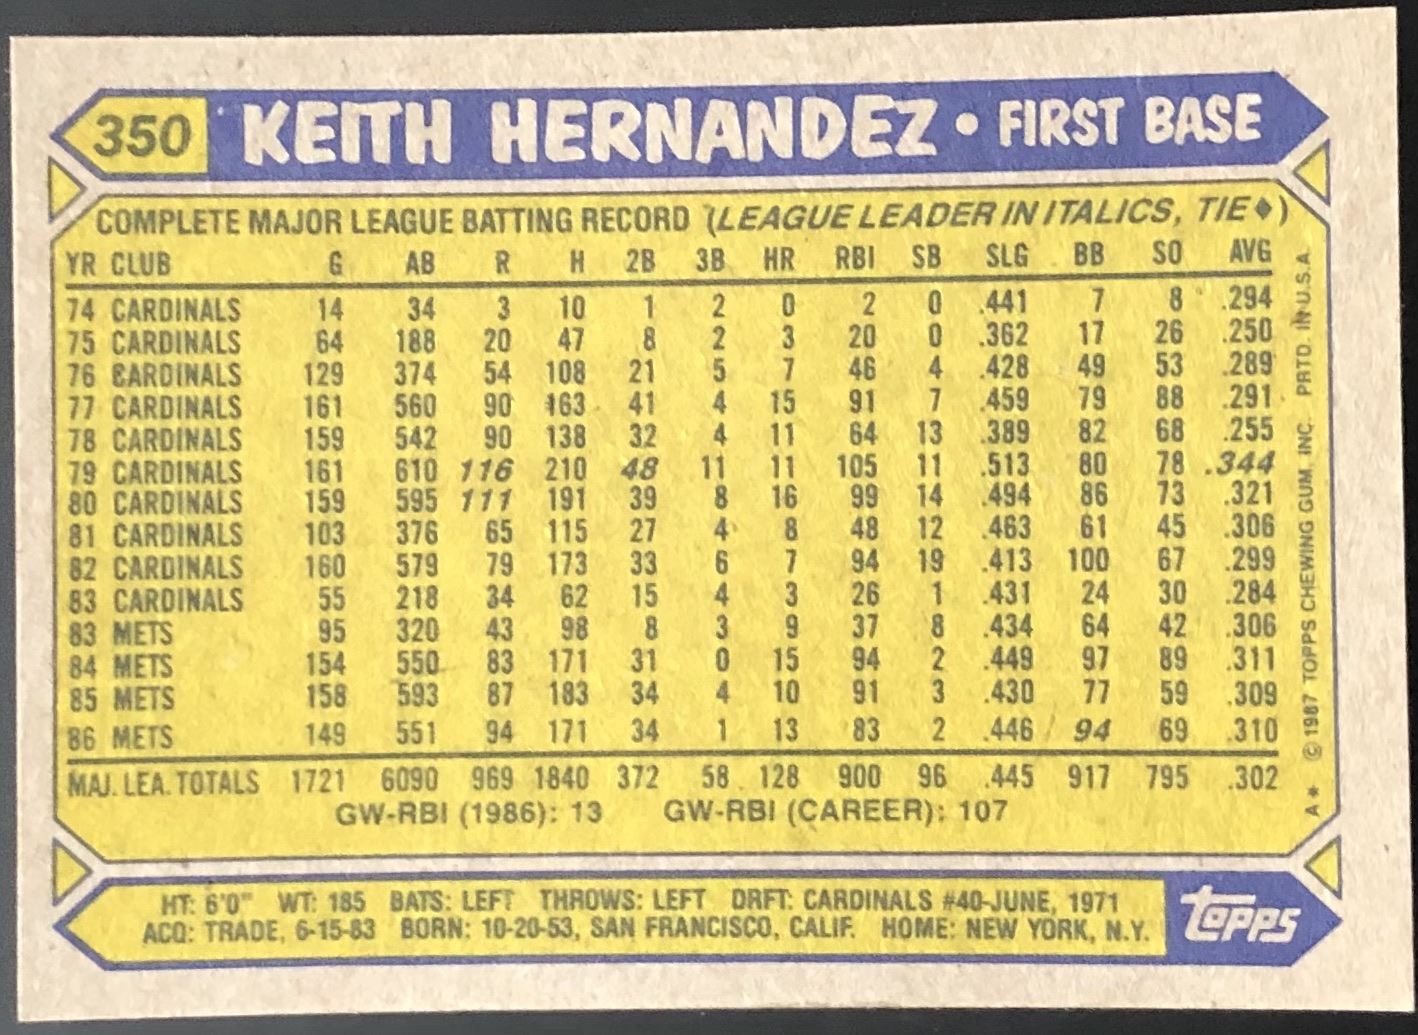 350 KEITH HERNANDEZ • FIRST BASE
COMPLETE MAJOR LEAGUE BATTING RECORD (LEAGUE LEADER IN ITALICS, TIE♦)
YR CLUB G AB R H 2B 3B HR RBI SB SLG BB SO AVG
74 CARDINALS 14 34 3 10 1 2 0 2 0 .441 7 8 .294
75 CARDINALS 64 188 20 47 8 2 3 20 0 .362 17 26 .250
76 CARDINALS 129 374 54 108 21 5 7 46 4 .428 49 53 .289
77 CARDINALS 161 560 90 163 41 4 15 91 7 .459 79 88 .291
78 CARDINALS 159 542 90 138 32 4 11 64 13 .389 82 68 .255
79 CARDINALS 161 610 116 210 48 11 11 105 11 .513 80 78 .344
80 CARDINALS 159 595 111 191 39 8 16 99 14 .494 86 73 .321
81 CARDINALS 103 376 65 115 27 4 8 48 12 .463 61 45 .306
82 CARDINALS 160 579 79 173 33 6 7 94 19 .413 100 67 .299
83 CARDINALS 55 218 34 62 15 4 3 26 1 .431 24 30 .284
83 METS 95 320 43 98 8 3 9 37 8 .434 64 42 .306
84 METS 154 550 83 171 31 0 15 94 2 .449 97 89 .311
85 METS 158 593 87 183 34 4 10 91 3 .430 77 59 .309
86 METS 149 551 94 171 34 1 13 83 2 .446 94 69 .310
MAJ. LEA. TOTALS 1721 6090 969 1840 372 58 128 900 96 .445 917 795 .302
GW-RBI (1986): 13 GW-RBI (CAREER): 107
A* © 1987 TOPPS CHEWING GUM, INC. PRTD. IN U.S.A.
HT: 6'0" WT: 185 BATS: LEFT THROWS: LEFT DRFT: CARDINALS #40-JUNE, 1971
ACQ: TRADE, 6-15-83 BORN: 10-20-53, SAN FRANCISCO, CALIF. HOME: NEW YORK, N.Y.
topps